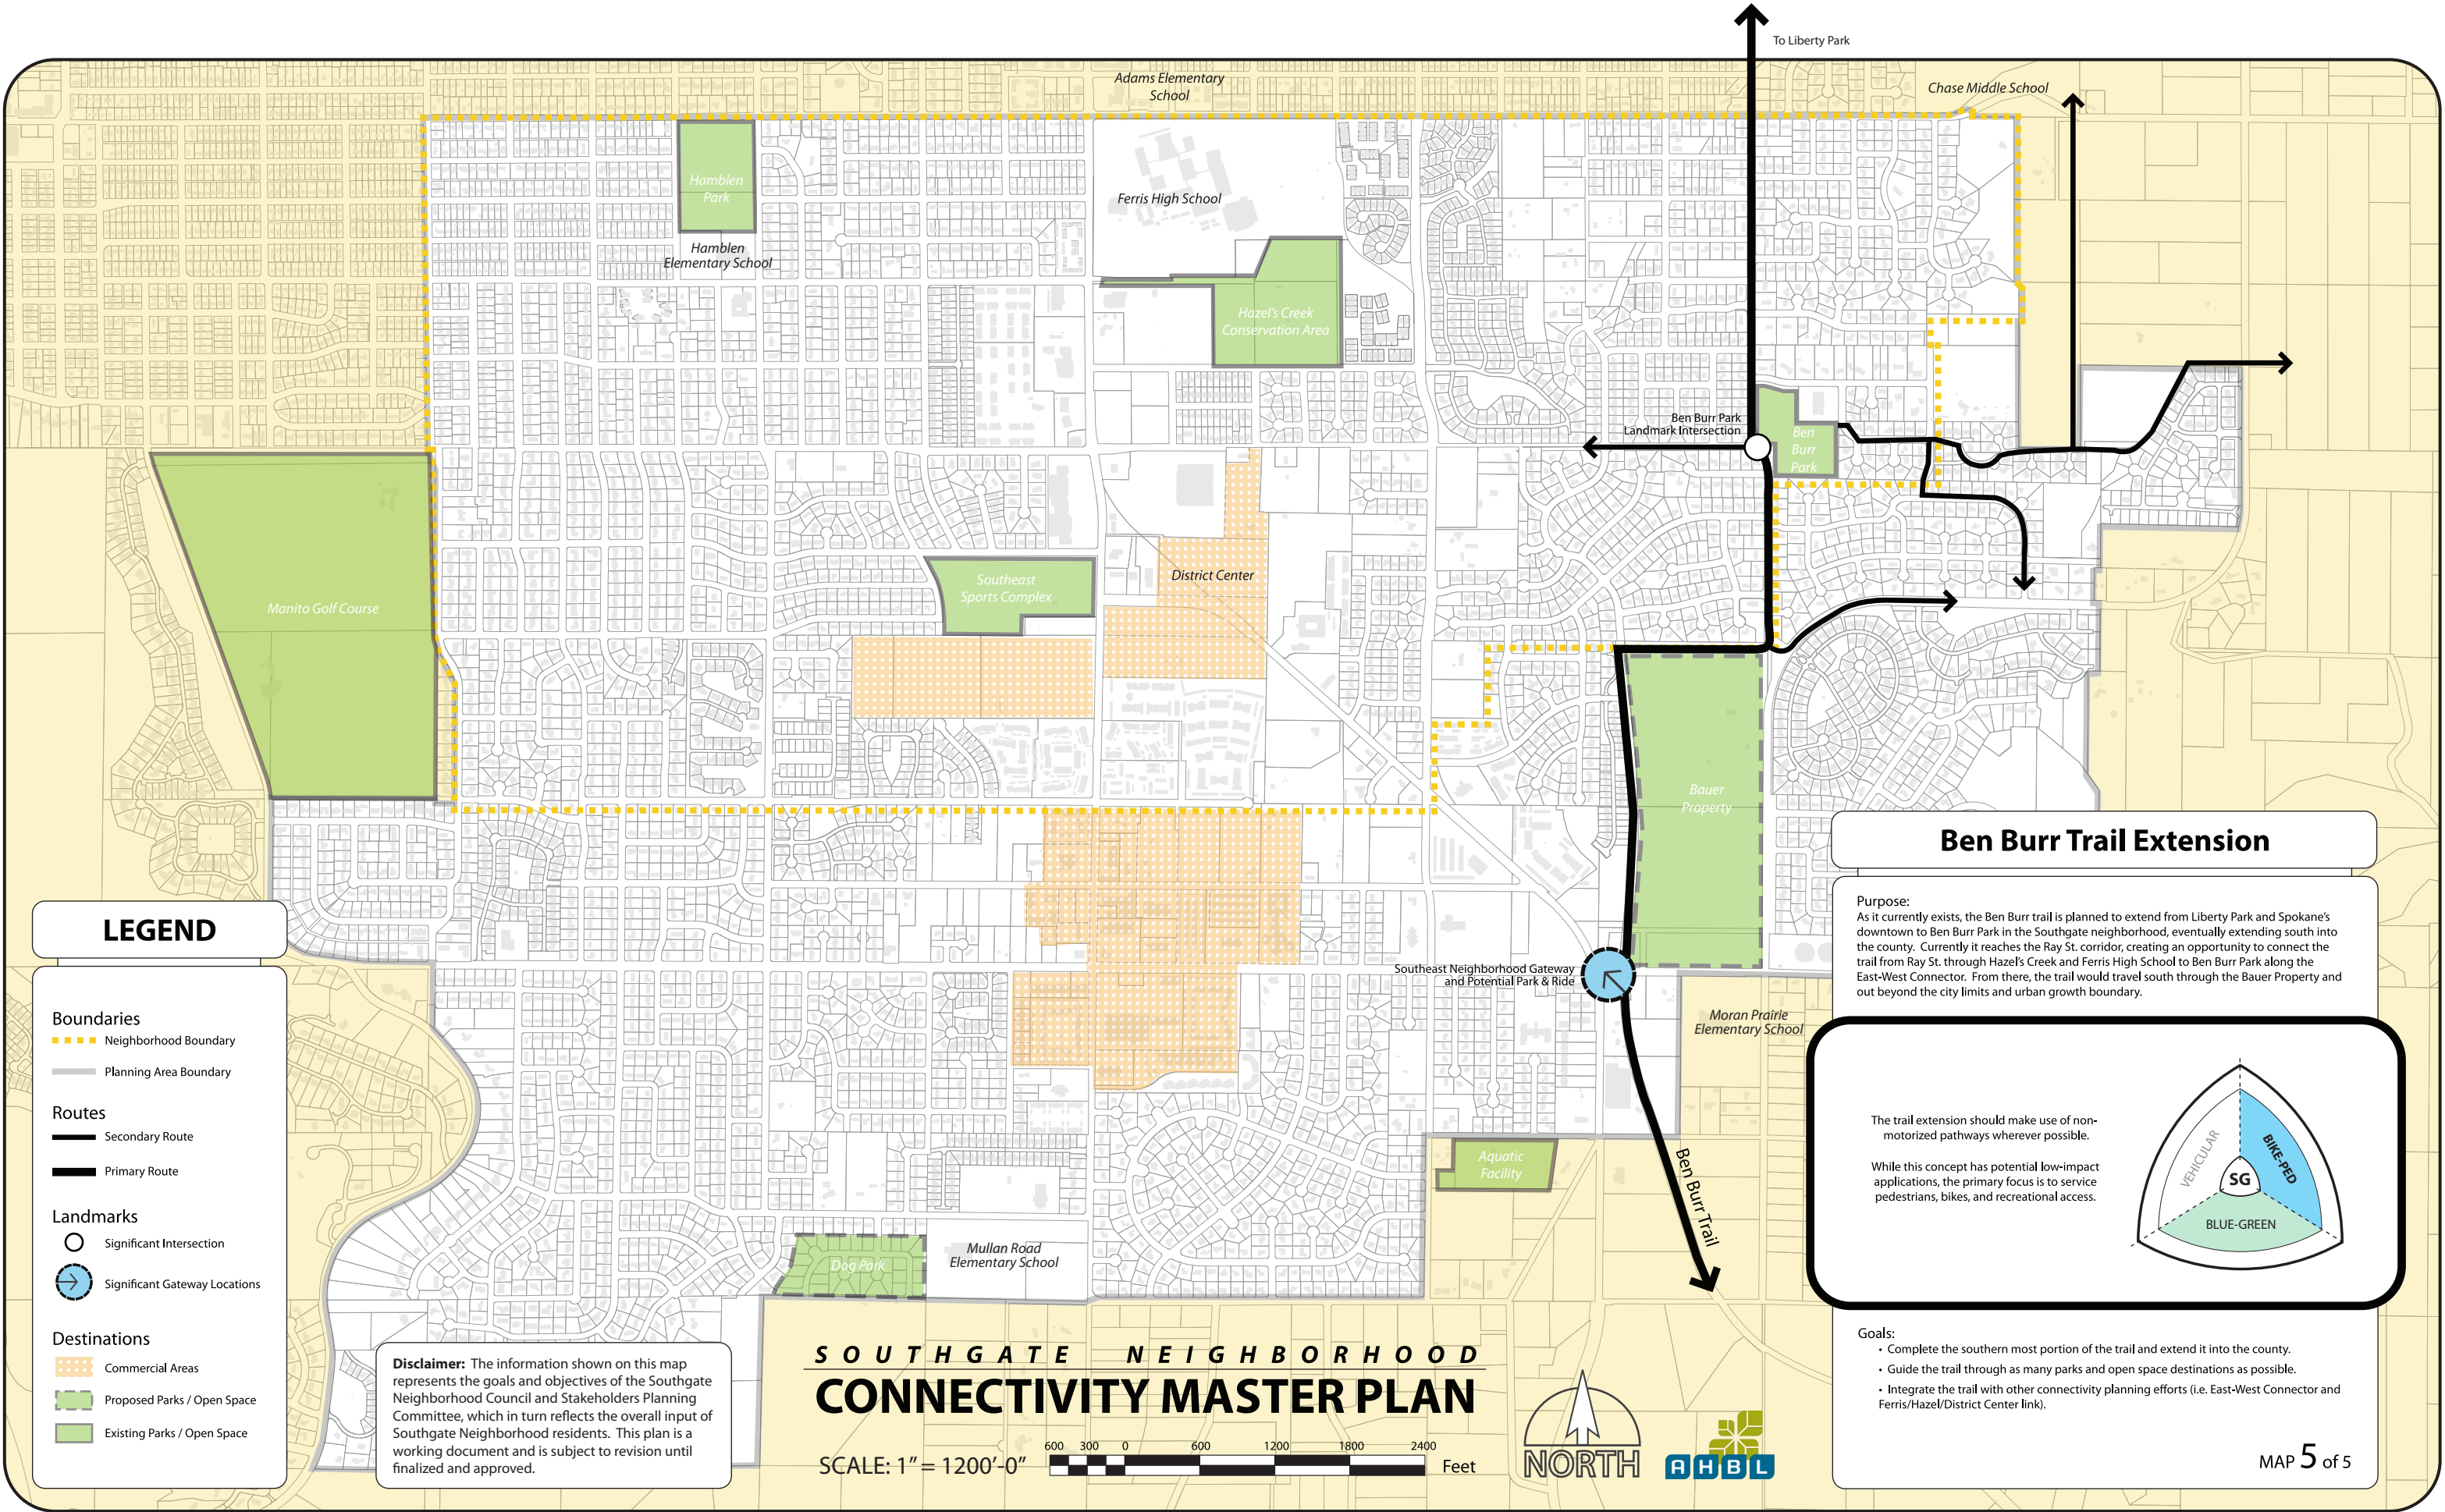 To Liberty Park
Adams Elementary
School
Chase Middle School
Hamblen
Park
Ferris High School
Hamblen
Elementary School
Hazel's Creek
Conservation Area
Ben Burr Park
Landmark Intersection
Ben
Burr
Park
Manito Golf Course
Southeast
Sports Complex
District Center
Bauer
Property
Southeast Neighborhood Gateway
and Potential Park & Ride
Moran Prairie
Elementary School
Aquatic
Facility
Ben Burr Trail
Dog Park
Mullan Road
Elementary School
LEGEND
Boundaries
Neighborhood Boundary
Planning Area Boundary
Routes
Secondary Route
Primary Route
Landmarks
Significant Intersection
Significant Gateway Locations
Destinations
Commercial Areas
Proposed Parks / Open Space
Existing Parks / Open Space
Disclaimer: The information shown on this map
represents the goals and objectives of the Southgate
Neighborhood Council and Stakeholders Planning
Committee, which in turn reflects the overall input of
Southgate Neighborhood residents. This plan is a
working document and is subject to revision until
finalized and approved.
SOUTHGATE NEIGHBORHOOD
CONNECTIVITY MASTER PLAN
SCALE: 1" = 1200'-0"
600 300 0 600 1200 1800 2400
Feet
NORTH
AHBL
Ben Burr Trail Extension
Purpose:
As it currently exists, the Ben Burr trail is planned to extend from Liberty Park and Spokane's
downtown to Ben Burr Park in the Southgate neighborhood, eventually extending south into
the county. Currently it reaches the Ray St. corridor, creating an opportunity to connect the
trail from Ray St. through Hazel's Creek and Ferris High School to Ben Burr Park along the
East-West Connector. From there, the trail would travel south through the Bauer Property and
out beyond the city limits and urban growth boundary.
The trail extension should make use of non-
motorized pathways wherever possible.
While this concept has potential low-impact
applications, the primary focus is to service
pedestrians, bikes, and recreational access.
VEHICULAR
BIKE-PED
SG
BLUE-GREEN
Goals:
• Complete the southern most portion of the trail and extend it into the county.
• Guide the trail through as many parks and open space destinations as possible.
• Integrate the trail with other connectivity planning efforts (i.e. East-West Connector and
Ferris/Hazel/District Center link).
MAP 5 of 5